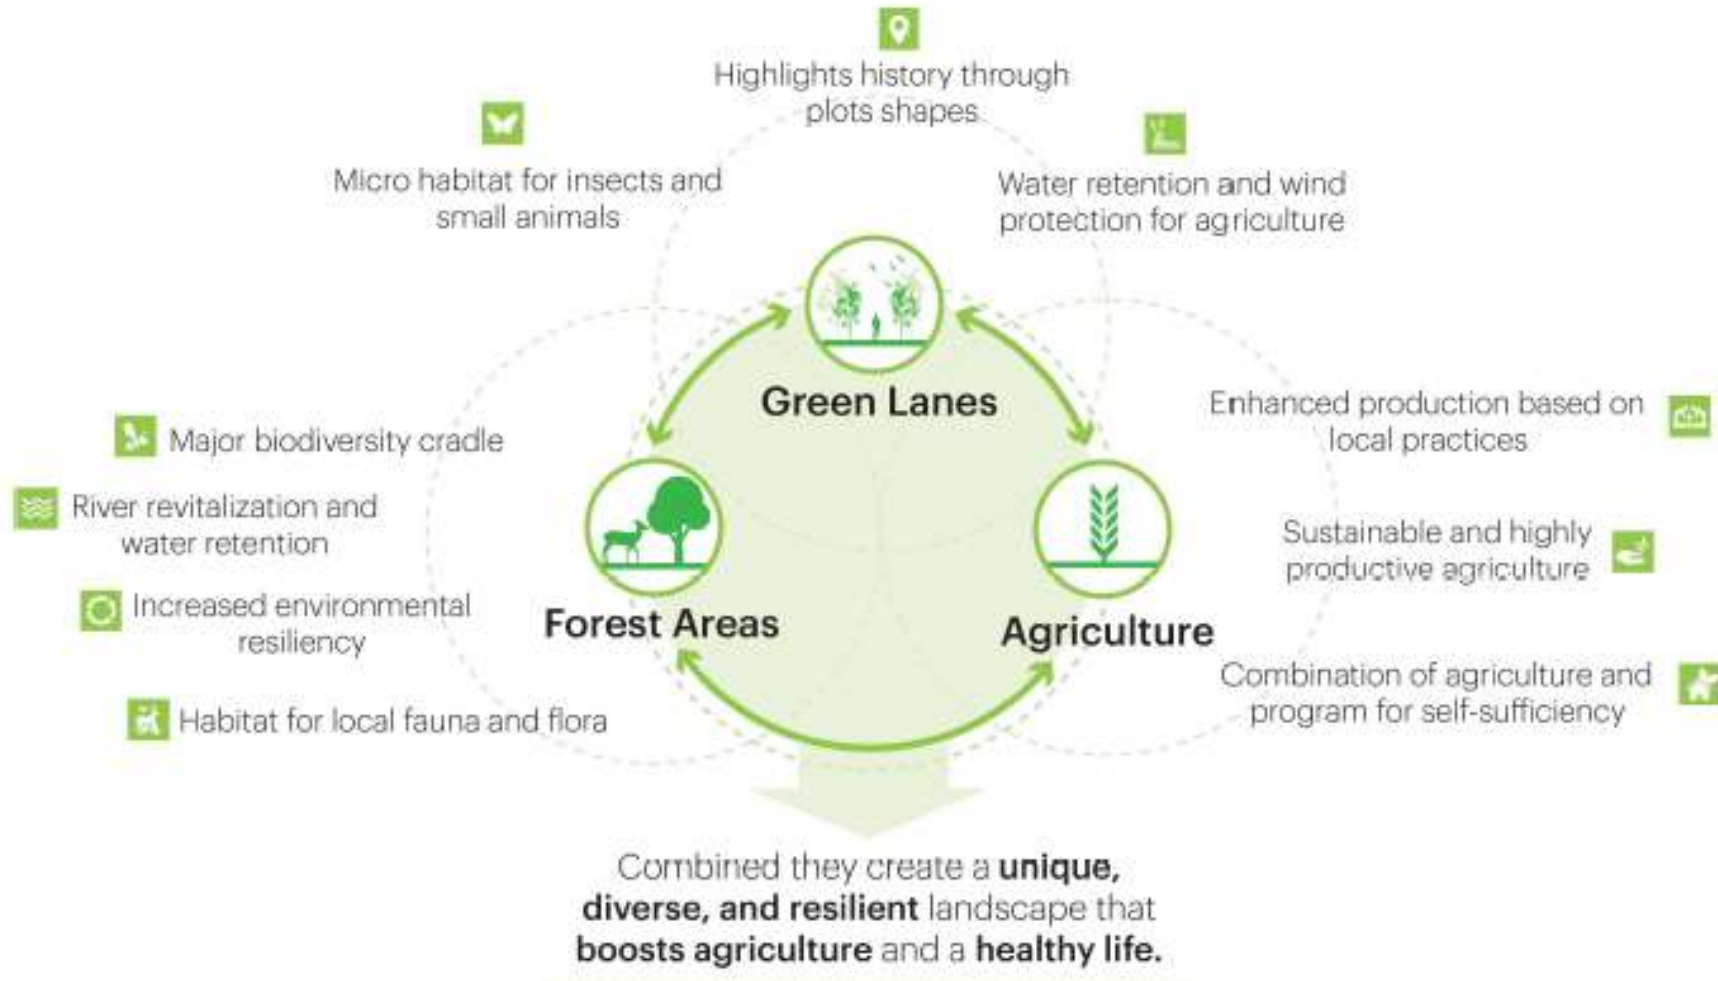 Highlights history through
plots shapes
Micro habitat for insects and
small animals
Water retention and wind
protection for agriculture
Green Lanes
Major biodiversity cradle
River revitalization and
water retention
Increased environmental
resiliency
Habitat for local fauna and flora
Forest Areas
Agriculture
Enhanced production based on
local practices
Sustainable and highly
productive agriculture
Combination of agriculture and
program for self-sufficiency
Combined they create a unique,
diverse, and resilient landscape that
boosts agriculture and a healthy life.